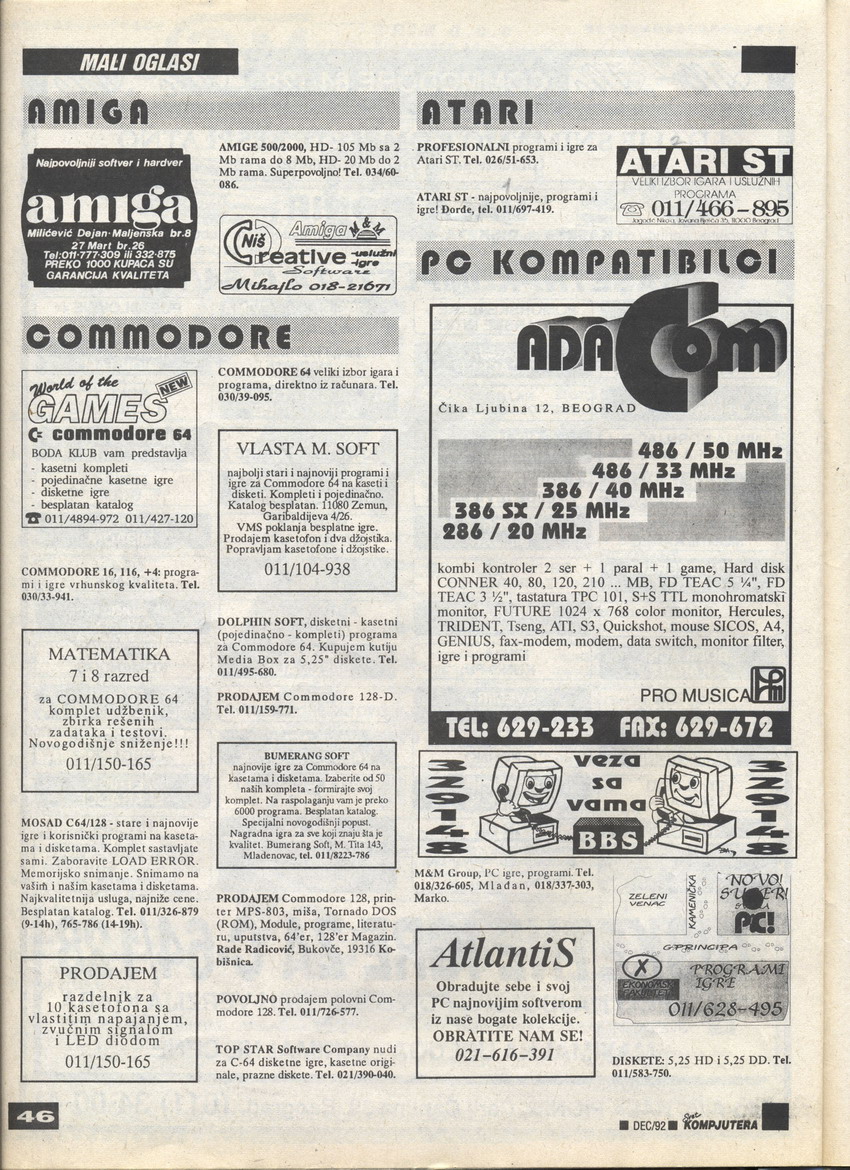 MALI OGLASI
AMIGA
Najpovoljniji softver i hardver
amiga
Milićević Dejan-Maljenska br.8
27 Mart br.26
Tel:011-777-309 ili 332-875
PREKO 1000 KUPACA SU
GARANCIJA KVALITETA
AMIGE 500/2000, HD- 105 Mb sa 2
Mb rama do 8 Mb, HD- 20 Mb do 2
Mb rama. Superpovoljno! Tel. 034/60-
086.
Niš Amiga M&M
Creative -uslužni
-igre
Software
Mihajlo 018-21671
COMMODORE
World of the
GAMES NEW
commodore 64
BODA KLUB vam predstavlja
- kasetni kompleti
- pojedinačne kasetne igre
- disketne igre
- besplatan katalog
☎ 011/4894-972 011/427-120
COMMODORE 16, 116, +4: progra-
mi i igre vrhunskog kvaliteta. Tel.
030/33-941.
MATEMATIKA
7 i 8 razred
za COMMODORE 64
komplet udžbenik,
zbirka rešenih
zadataka i testovi.
Novogodišnje sniženje!!!
011/150-165
MOSAD C64/128 - stare i najnovije
igre i korisnički programi na kaseta-
ma i disketama. Komplet sastavljate
sami. Zaboravite LOAD ERROR.
Memorijsko snimanje. Snimamo na
vaših i našim kasetama i disketama.
Najkvalitetnija usluga, najniže cene.
Besplatan katalog. Tel. 011/326-879
(9-14h), 765-786 (14-19h).
PRODAJEM
razdelnik za
10 kasetofona sa
vlastitim napajanjem,
zvučnim signalom
i LED diodom
011/150-165
COMMODORE 64 veliki izbor igara i
programa, direktno iz računara. Tel.
030/39-095.
VLASTA M. SOFT
najbolji stari i najnoviji programi i
igre za Commodore 64 na kaseti i
disketi. Kompleti i pojedinačno.
Katalog besplatan. 11080 Zemun,
Garibaldijeva 4/26.
VMS poklanja besplatne igre.
Prodajem kasetofon i dva džojstika.
Popravljam kasetofone i džojstike.
011/104-938
DOLPHIN SOFT, disketni - kasetni
(pojedinačno - kompleti) programa
za Commodore 64. Kupujem kutiju
Media Box za 5,25" diskete. Tel.
011/495-680.
PRODAJEM Commodore 128-D.
Tel. 011/159-771.
BUMERANG SOFT
najnovije igre za Commodore 64 na
kasetama i disketama. Izaberite od 50
naših kompleta - formirajte svoj
komplet. Na raspolaganju vam je preko
6000 programa. Besplatan katalog.
Specijalni novogodišnji popust.
Nagradna igra za sve koji znaju šta je
kvalitet. Bumerang Soft, M. Tita 143,
Mladenovac, tel. 011/8223-786
PRODAJEM Commodore 128, prin-
ter MPS-803, miša, Tornado DOS
(ROM), Module, programe, literatu-
ru, uputstva, 64'er, 128'er Magazin.
Rade Radicović, Bukovče, 19316 Ko-
bišnica.
POVOLJNO prodajem polovni Com-
modore 128. Tel. 011/726-577.
TOP STAR Software Company nudi
za C-64 disketne igre, kasetne origi-
nale, prazne diskete. Tel. 021/390-040.
ATARI
PROFESIONALNI programi i igre za
Atari ST. Tel. 026/51-653.
ATARI ST - najpovoljnije, programi i
igre! Đorđe, tel. 011/697-419.
ATARI ST
VELIKI IZBOR IGARA I USLUŽNIH
PROGRAMA
☏ 011/466-895
PC KOMPATIBILCI
ADACom
Čika Ljubina 12, BEOGRAD
486 / 50 MHz
486 / 33 MHz
386 / 40 MHz
386 SX / 25 MHz
286 / 20 MHz
kombi kontroler 2 ser + 1 paral + 1 game, Hard disk
CONNER 40, 80, 120, 210 ... MB, FD TEAC 5 ¼", FD
TEAC 3 ½", tastatura TPC 101, S+S TTL monohromatski
monitor, FUTURE 1024 x 768 color monitor, Hercules,
TRIDENT, Tseng, ATI, S3, Quickshot, mouse SICOS, A4,
GENIUS, fax-modem, modem, data switch, monitor filter,
igre i programi
PRO MUSICA
TEL: 629-233 FAX: 629-672
329148
veza
sa
vama
BBS
329148
M&M Group, PC igre, programi. Tel.
018/326-605, Mladan, 018/337-303,
Marko.
AtlantiS
Obradujte sebe i svoj
PC najnovijim softverom
iz nase bogate kolekcije.
OBRATITE NAM SE!
021-616-391
ZELENI
VENAC
KAMENIČKA
NOVO!
SUPER!
PC!
G.PRINCIPA
EKONOMSKI
FAKULTET
PROGRAMI
IGRE
011/628-495
DISKETE: 5,25 HD i 5,25 DD. Tel.
011/583-750.
46
DEC/92 Svet KOMPJUTERA